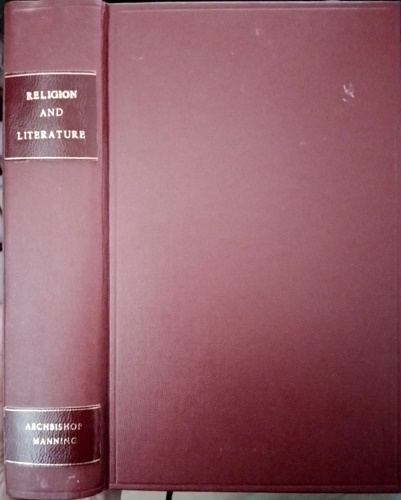 RELIGION
AND
LITERATURE
ARCHBISHOP
MANNING